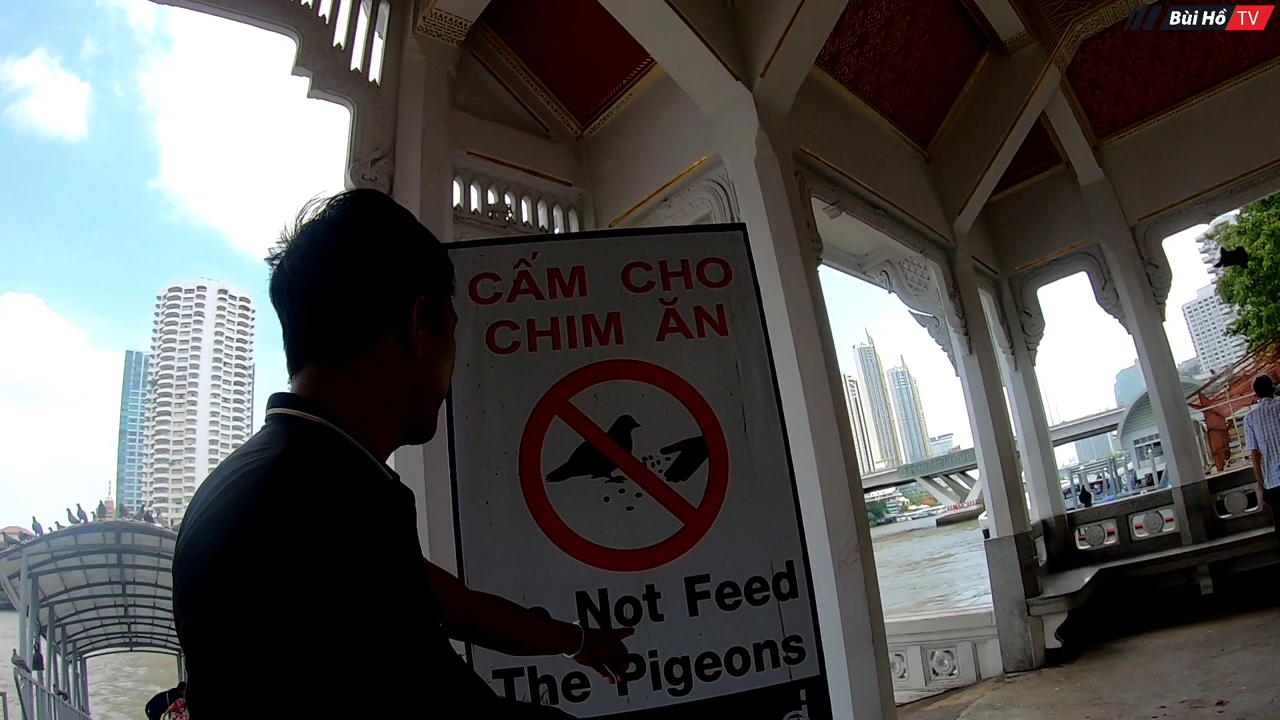 Bùi Hồ TV
CẤM CHO
CHIM ĂN
Not Feed
The Pigeons